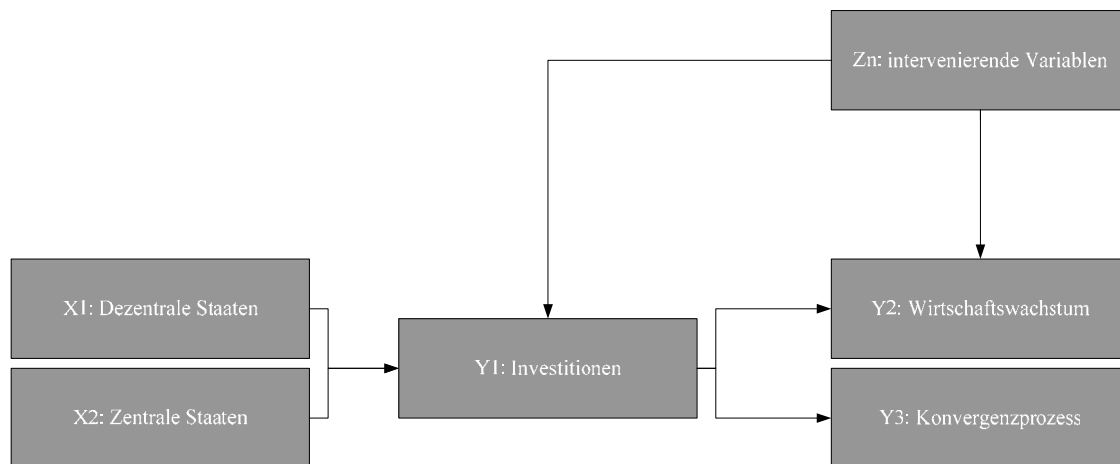 Zn: intervenierende Variablen
X1: Dezentrale Staaten
Y2: Wirtschaftswachstum
Y1: Investitionen
X2: Zentrale Staaten
Y3: Konvergenzprozess